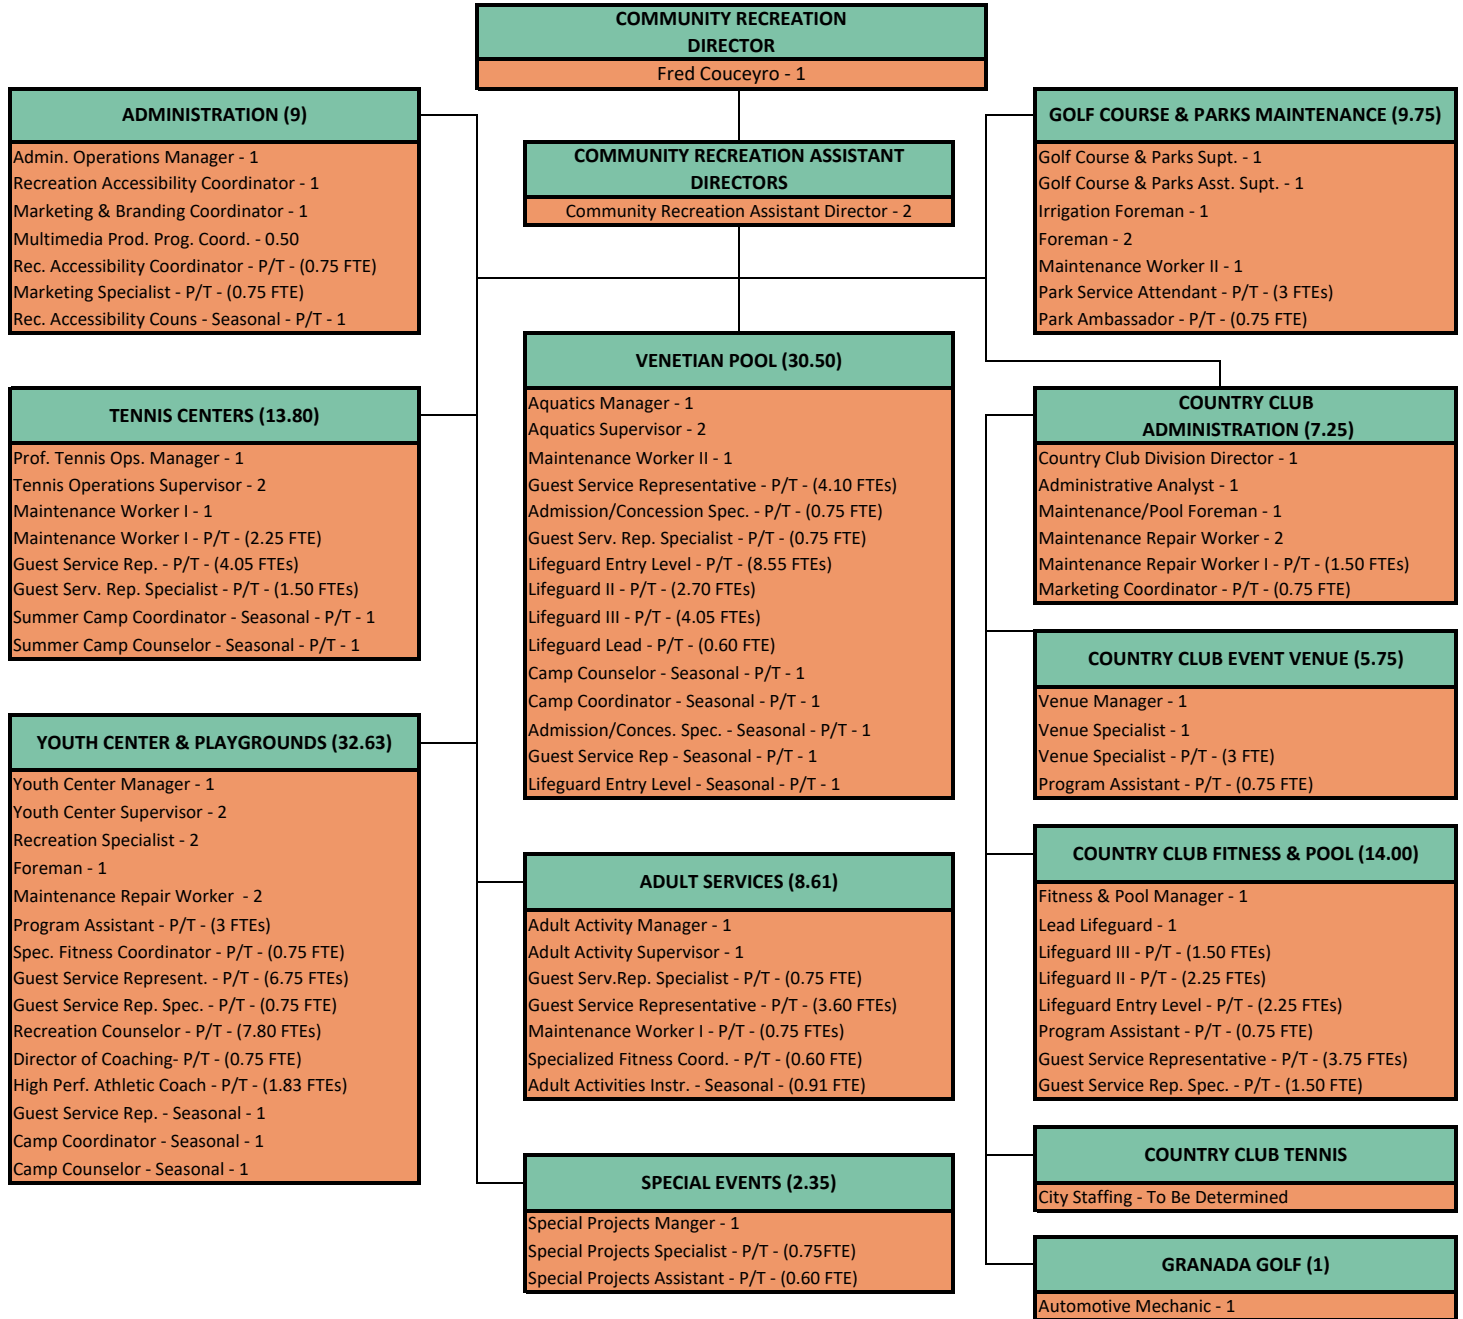 COMMUNITY RECREATION
DIRECTOR
Fred Couceyro - 1
COMMUNITY RECREATION ASSISTANT
DIRECTORS
Community Recreation Assistant Director - 2
ADMINISTRATION (9)
Admin. Operations Manager - 1
Recreation Accessibility Coordinator - 1
Marketing & Branding Coordinator - 1
Multimedia Prod. Prog. Coord. - 0.50
Rec. Accessibility Coordinator - P/T - (0.75 FTE)
Marketing Specialist - P/T - (0.75 FTE)
Rec. Accessibility Couns - Seasonal - P/T - 1
TENNIS CENTERS (13.80)
Prof. Tennis Ops. Manager - 1
Tennis Operations Supervisor - 2
Maintenance Worker I - 1
Maintenance Worker I - P/T - (2.25 FTE)
Guest Service Rep. - P/T - (4.05 FTEs)
Guest Serv. Rep. Specialist - P/T - (1.50 FTEs)
Summer Camp Coordinator - Seasonal - P/T - 1
Summer Camp Counselor - Seasonal - P/T - 1
YOUTH CENTER & PLAYGROUNDS (32.63)
Youth Center Manager - 1
Youth Center Supervisor - 2
Recreation Specialist - 2
Foreman - 1
Maintenance Repair Worker  - 2
Program Assistant - P/T - (3 FTEs)
Spec. Fitness Coordinator - P/T - (0.75 FTE)
Guest Service Represent. - P/T - (6.75 FTEs)
Guest Service Rep. Spec. - P/T - (0.75 FTE)
Recreation Counselor - P/T - (7.80 FTEs)
Director of Coaching- P/T - (0.75 FTE)
High Perf. Athletic Coach - P/T - (1.83 FTEs)
Guest Service Rep. - Seasonal - 1
Camp Coordinator - Seasonal - 1
Camp Counselor - Seasonal - 1
VENETIAN POOL (30.50)
Aquatics Manager - 1
Aquatics Supervisor - 2
Maintenance Worker II - 1
Guest Service Representative - P/T - (4.10 FTEs)
Admission/Concession Spec. - P/T - (0.75 FTE)
Guest Serv. Rep. Specialist - P/T - (0.75 FTE)
Lifeguard Entry Level - P/T - (8.55 FTEs)
Lifeguard II - P/T - (2.70 FTEs)
Lifeguard III - P/T - (4.05 FTEs)
Lifeguard Lead - P/T - (0.60 FTE)
Camp Counselor - Seasonal - P/T - 1
Camp Coordinator - Seasonal - P/T - 1
Admission/Conces. Spec. - Seasonal - P/T - 1
Guest Service Rep - Seasonal - P/T - 1
Lifeguard Entry Level - Seasonal - P/T - 1
ADULT SERVICES (8.61)
Adult Activity Manager - 1
Adult Activity Supervisor - 1
Guest Serv.Rep. Specialist - P/T - (0.75 FTE)
Guest Service Representative - P/T - (3.60 FTEs)
Maintenance Worker I - P/T - (0.75 FTEs)
Specialized Fitness Coord. - P/T - (0.60 FTE)
Adult Activities Instr. - Seasonal - (0.91 FTE)
SPECIAL EVENTS (2.35)
Special Projects Manger - 1
Special Projects Specialist - P/T - (0.75FTE)
Special Projects Assistant - P/T - (0.60 FTE)
GOLF COURSE & PARKS MAINTENANCE (9.75)
Golf Course & Parks Supt. - 1
Golf Course & Parks Asst. Supt. - 1
Irrigation Foreman - 1
Foreman - 2
Maintenance Worker II - 1
Park Service Attendant - P/T - (3 FTEs)
Park Ambassador - P/T - (0.75 FTE)
COUNTRY CLUB
ADMINISTRATION (7.25)
Country Club Division Director - 1
Administrative Analyst - 1
Maintenance/Pool Foreman - 1
Maintenance Repair Worker - 2
Maintenance Repair Worker I - P/T - (1.50 FTEs)
Marketing Coordinator - P/T - (0.75 FTE)
COUNTRY CLUB EVENT VENUE (5.75)
Venue Manager - 1
Venue Specialist - 1
Venue Specialist - P/T - (3 FTE)
Program Assistant - P/T - (0.75 FTE)
COUNTRY CLUB FITNESS & POOL (14.00)
Fitness & Pool Manager - 1
Lead Lifeguard - 1
Lifeguard III - P/T - (1.50 FTEs)
Lifeguard II - P/T - (2.25 FTEs)
Lifeguard Entry Level - P/T - (2.25 FTEs)
Program Assistant - P/T - (0.75 FTE)
Guest Service Representative - P/T - (3.75 FTEs)
Guest Service Rep. Spec. - P/T - (1.50 FTE)
COUNTRY CLUB TENNIS
City Staffing - To Be Determined
GRANADA GOLF (1)
Automotive Mechanic - 1